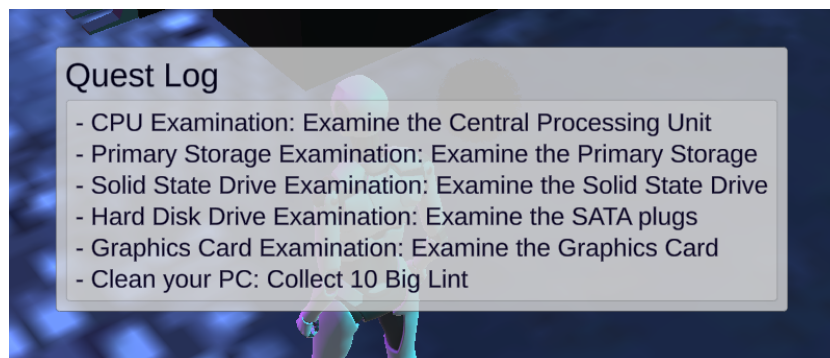 Quest Log
- CPU Examination: Examine the Central Processing Unit
- Primary Storage Examination: Examine the Primary Storage
- Solid State Drive Examination: Examine the Solid State Drive
- Hard Disk Drive Examination: Examine the SATA plugs
- Graphics Card Examination: Examine the Graphics Card
- Clean your PC: Collect 10 Big Lint